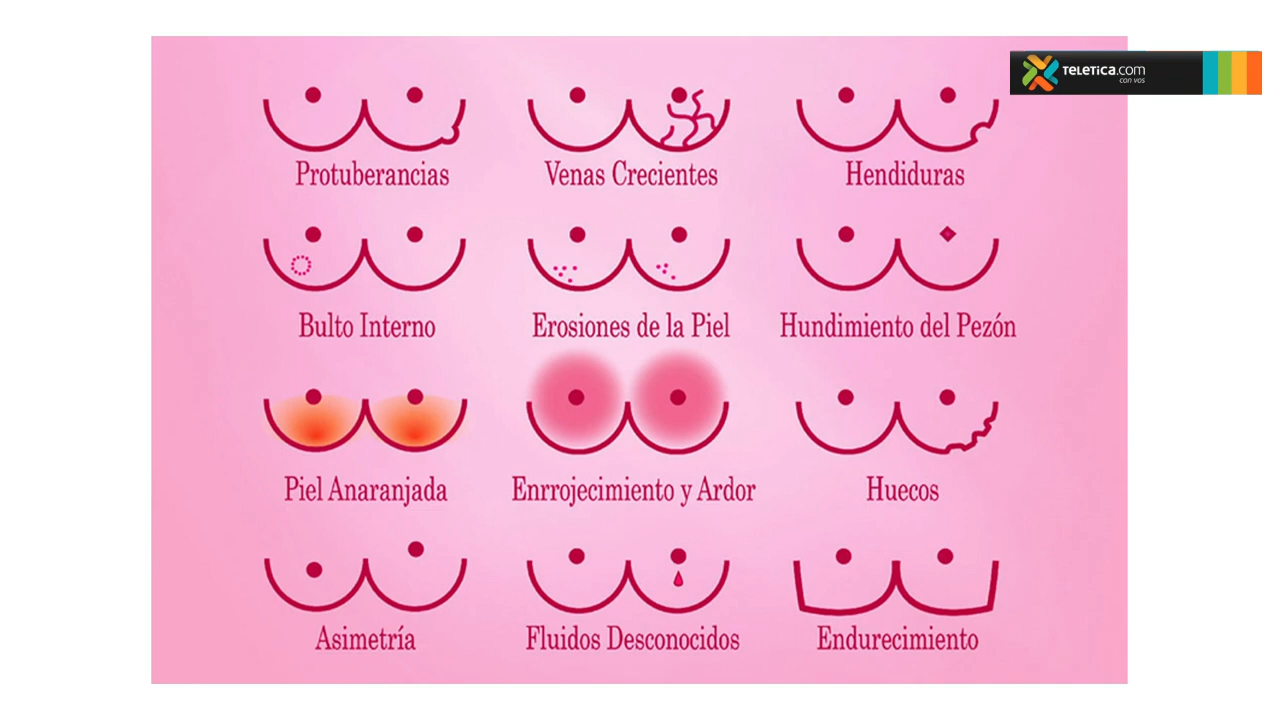 TELETICA.com
con vos
Protuberancias
Venas Crecientes
Hendiduras
Bulto Interno
Erosiones de la Piel
Hundimiento del Pezón
Piel Anaranjada
Enrrojecimiento y Ardor
Huecos
Asimetría
Fluidos Desconocidos
Endurecimiento